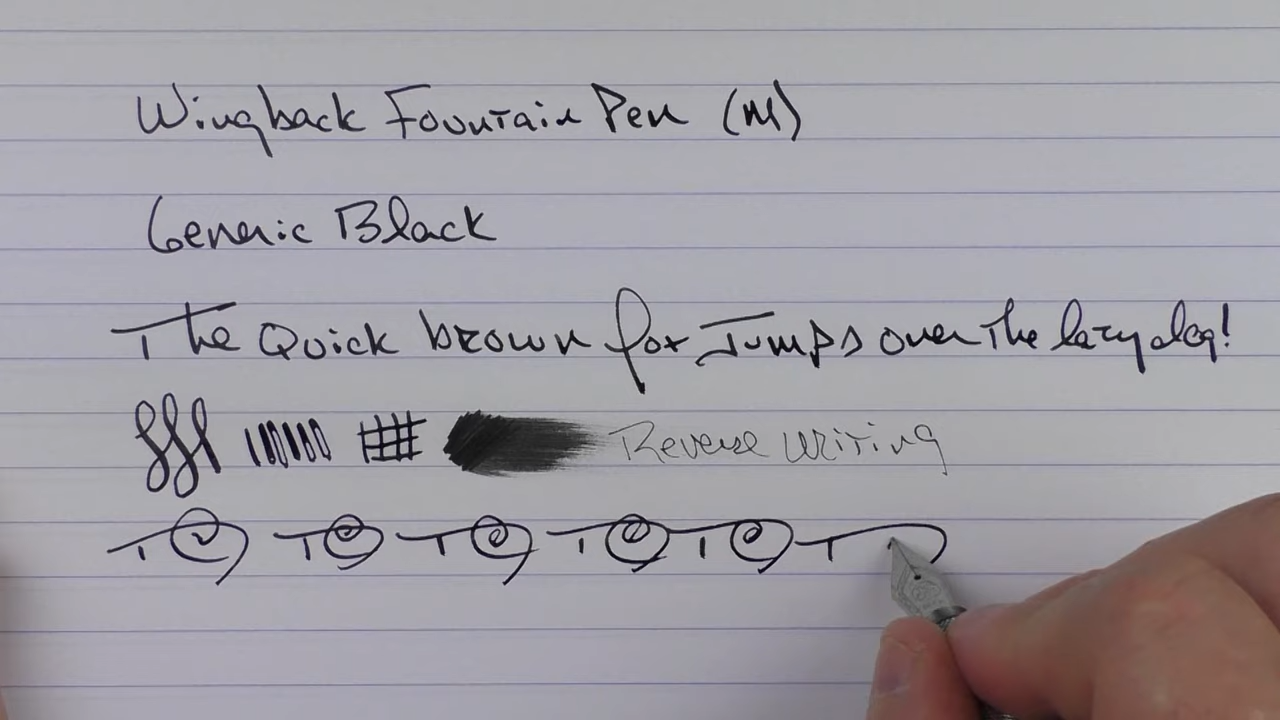 Wingback Fountain Pen (M)
Generic Black
The Quick brown fox Jumps over The lazy dog!
Reverse Writing